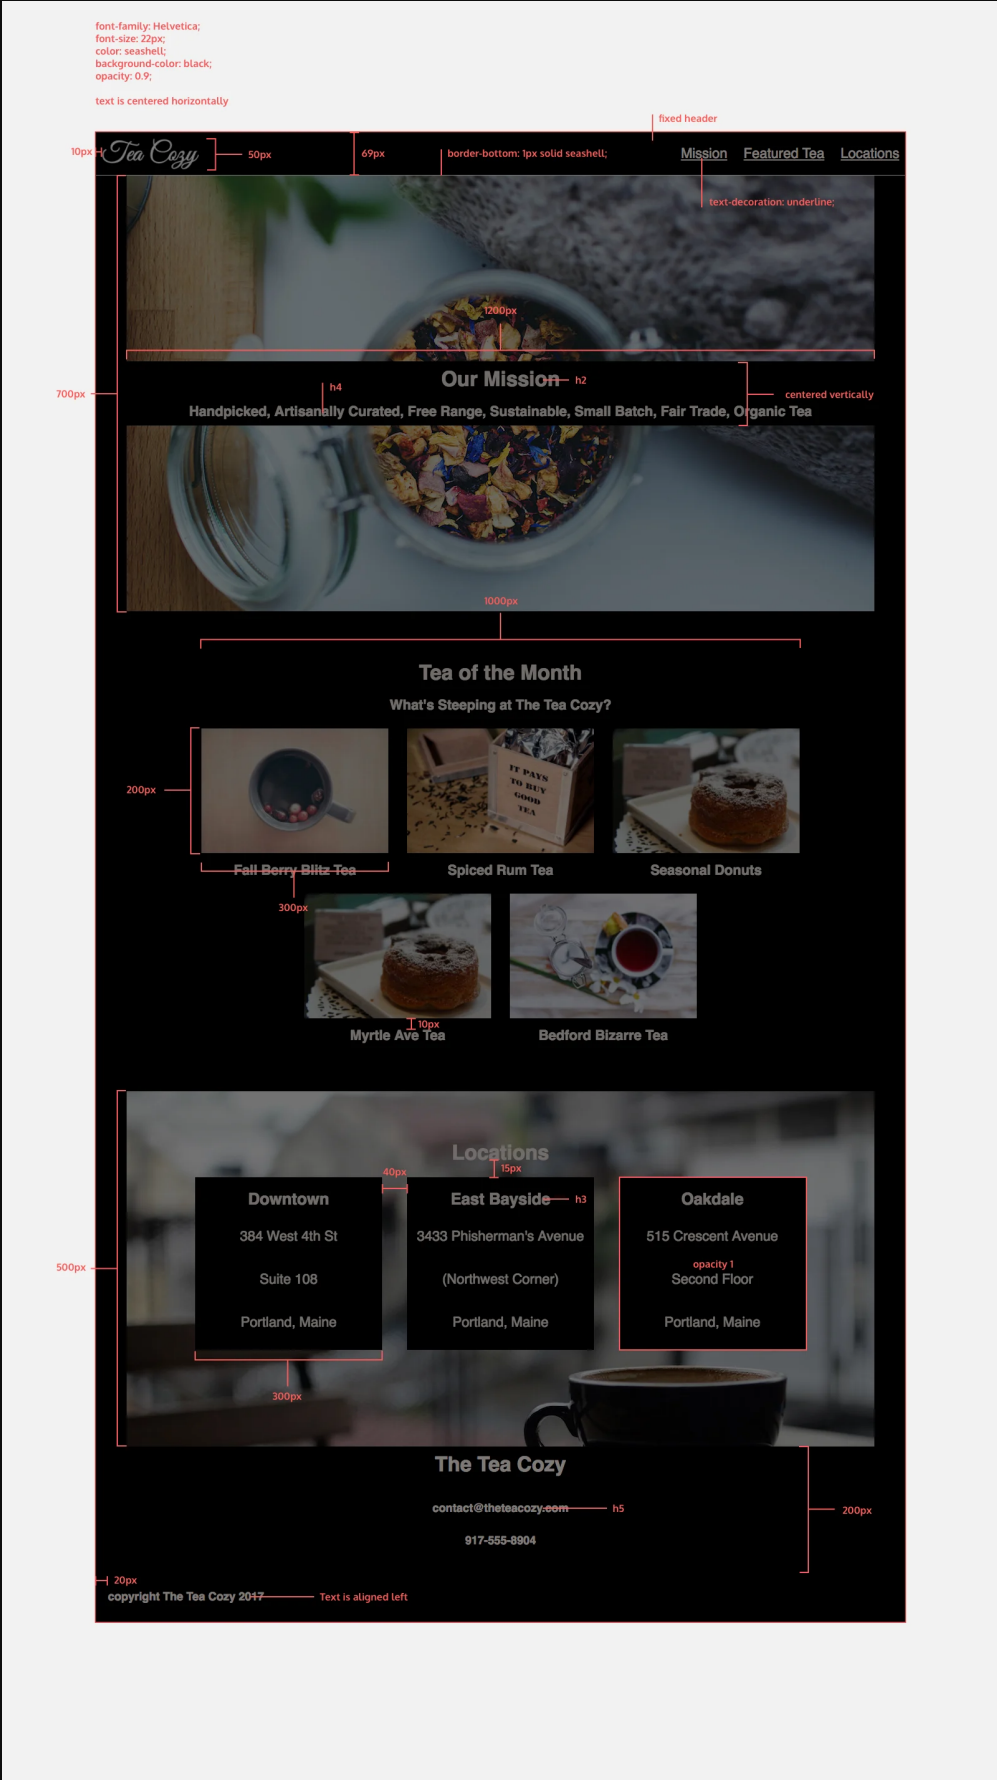 font-family: Helvetica;
font-size: 22px;
color: seashell;
background-color: black;
opacity: 0.9;
text is centered horizontally
fixed header
10px
Tea Cozy
50px
69px
border-bottom: 1px solid seashell;
Mission
Featured Tea
Locations
text-decoration: underline;
1200px
Our Mission
h2
h4
700px
centered vertically
Handpicked, Artisanally Curated, Free Range, Sustainable, Small Batch, Fair Trade, Organic Tea
1000px
Tea of the Month
What's Steeping at The Tea Cozy?
IT PAYS
TO BUY
GOOD
TEA
200px
Fall Berry Blitz Tea
Spiced Rum Tea
Seasonal Donuts
300px
10px
Myrtle Ave Tea
Bedford Bizarre Tea
Locations
40px
15px
Downtown
East Bayside
h3
Oakdale
384 West 4th St
3433 Phisherman's Avenue
515 Crescent Avenue
opacity 1
500px
Suite 108
(Northwest Corner)
Second Floor
Portland, Maine
Portland, Maine
Portland, Maine
300px
The Tea Cozy
contact@theteacozy.com
h5
200px
917-555-8904
20px
copyright The Tea Cozy 2017
Text is aligned left